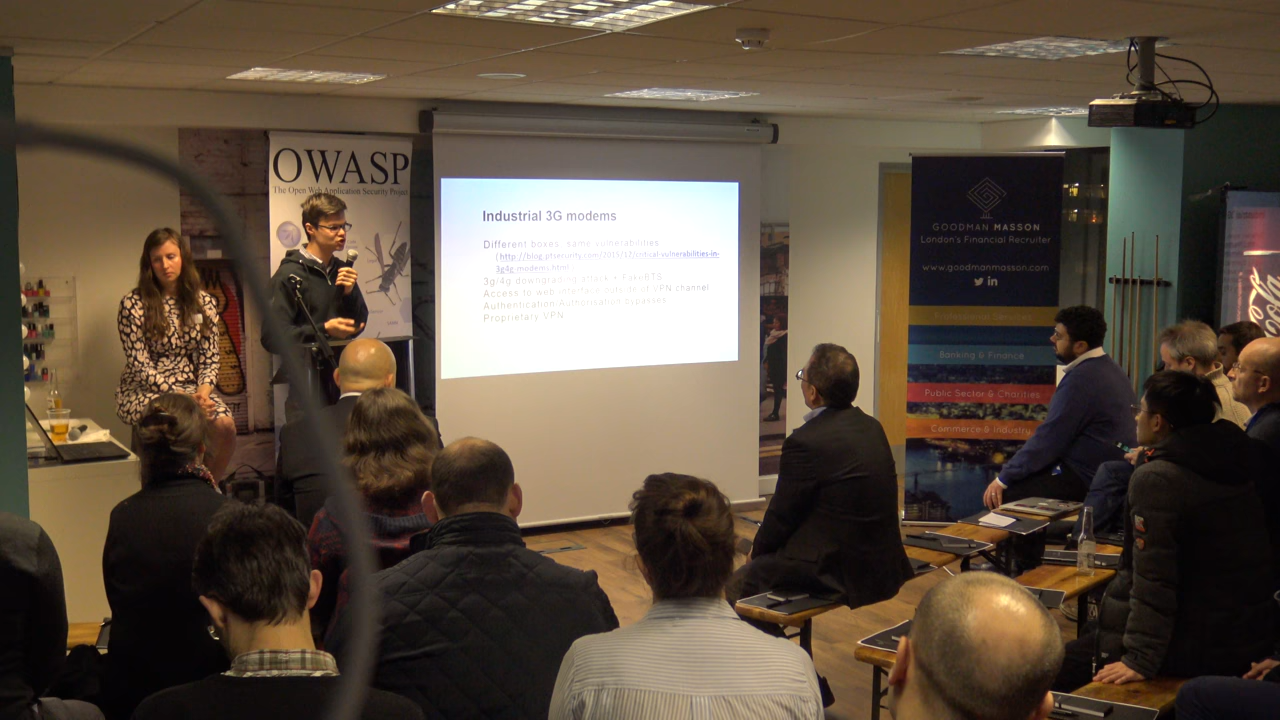 OWASP
The Open Web Application Security Project
Industrial 3G modems
Different boxes, same vulnerabilities
(http://blog.ptsecurity.com/2015/12/critical-vulnerabilities-in-
3g4g-modems.html)
3g/4g downgrading attack + FakeBTS
Access to web interface outside of VPN channel
Authentication/Authorisation bypasses
Proprietary VPN
GOODMAN MASSON
London's Financial Recruiter
www.goodmanmasson.com
in
Professional Services
Banking & Finance
Public Sector & Charities
Commerce & Industry